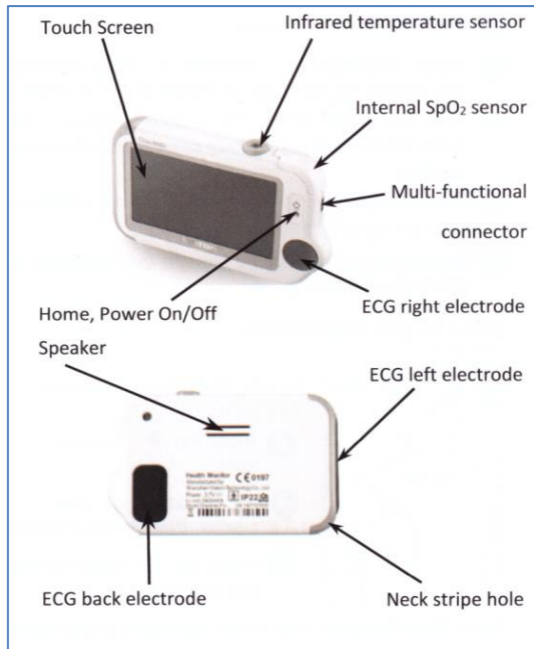 Touch Screen
Infrared temperature sensor
Internal SpO₂ sensor
Multi-functional
connector
Home, Power On/Off
ECG right electrode
Speaker
ECG left electrode
Health Monitor
CE0197
IP22
ECG back electrode
Neck stripe hole